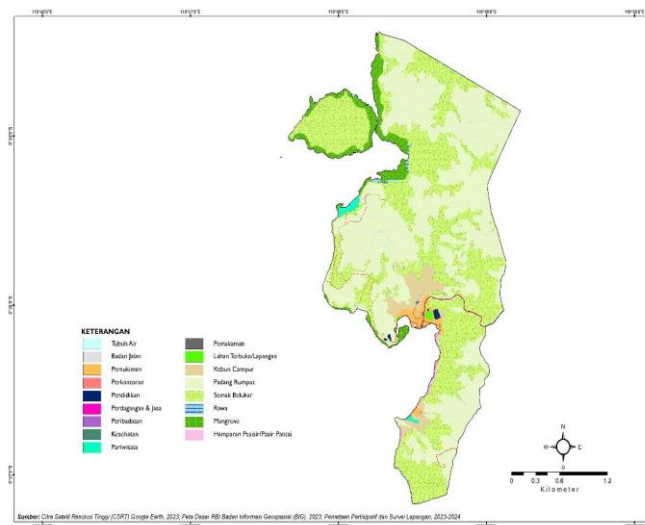 KETERANGAN
Tubuh Air
Badan Jalan
Pemukiman
Perkantoran
Pendidikan
Perdagangan & Jasa
Peribadatan
Kesehatan
Pariwisata
Pemakaman
Lahan Terbuka/Lapangan
Kebun Campur
Padang Rumput
Semak Belukar
Rawa
Mangrove
Hamparan Pesisir/Pasir Pantai
N
W
E
S
0 0.3 0.6 1.2
Kilometer
Sumber: Citra Satelit Resolusi Tinggi (CSRT) Google Earth, 2023, Peta Dasar RBI Badan Informasi Geospasial (BIG), 2023, Pemetaan Partisipatif dan Survei Lapangan, 2023-2024